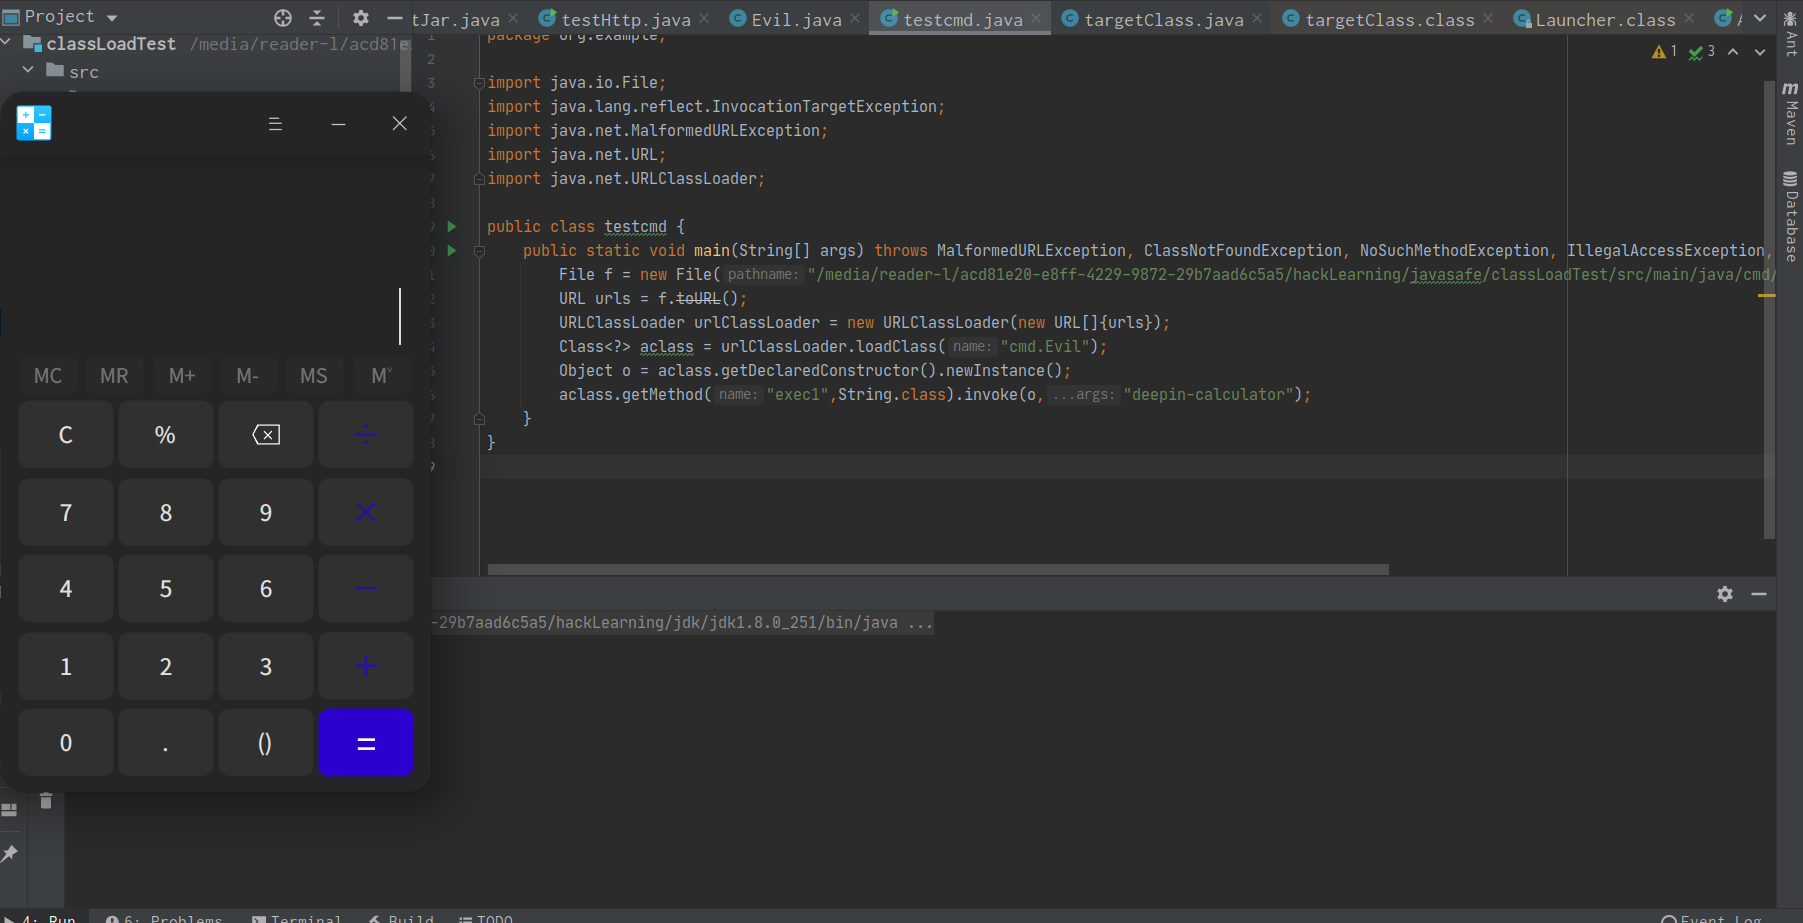 Project
tJar.java
testHttp.java
Evil.java
testcmd.java
targetClass.java
targetClass.class
Launcher.class
classLoadTest /media/reader-l/acd81e
src
1 3
Ant
Maven
Database
package org.example;
2
3 import java.io.File;
import java.lang.reflect.InvocationTargetException;
import java.net.MalformedURLException;
import java.net.URL;
import java.net.URLClassLoader;
public class testcmd {
public static void main(String[] args) throws MalformedURLException, ClassNotFoundException, NoSuchMethodException, IllegalAccessException,
File f = new File( pathname: "/media/reader-l/acd81e20-e8ff-4229-9872-29b7aad6c5a5/hackLearning/javasafe/classLoadTest/src/main/java/cmd/
URL urls = f.toURL();
URLClassLoader urlClassLoader = new URLClassLoader(new URL[]{urls});
Class<?> aclass = urlClassLoader.loadClass( name: "cmd.Evil");
Object o = aclass.getDeclaredConstructor().newInstance();
aclass.getMethod( name: "exec1",String.class).invoke(o, ...args: "deepin-calculator");
}
}
MC MR M+ M- MS M˅
C % ÷
7 8 9 ×
4 5 6 −
1 2 3 +
0 . () =
-29b7aad6c5a5/hackLearning/jdk/jdk1.8.0_251/bin/java ...
4: Run
6: Problems
Terminal
Build
TODO
Event Log